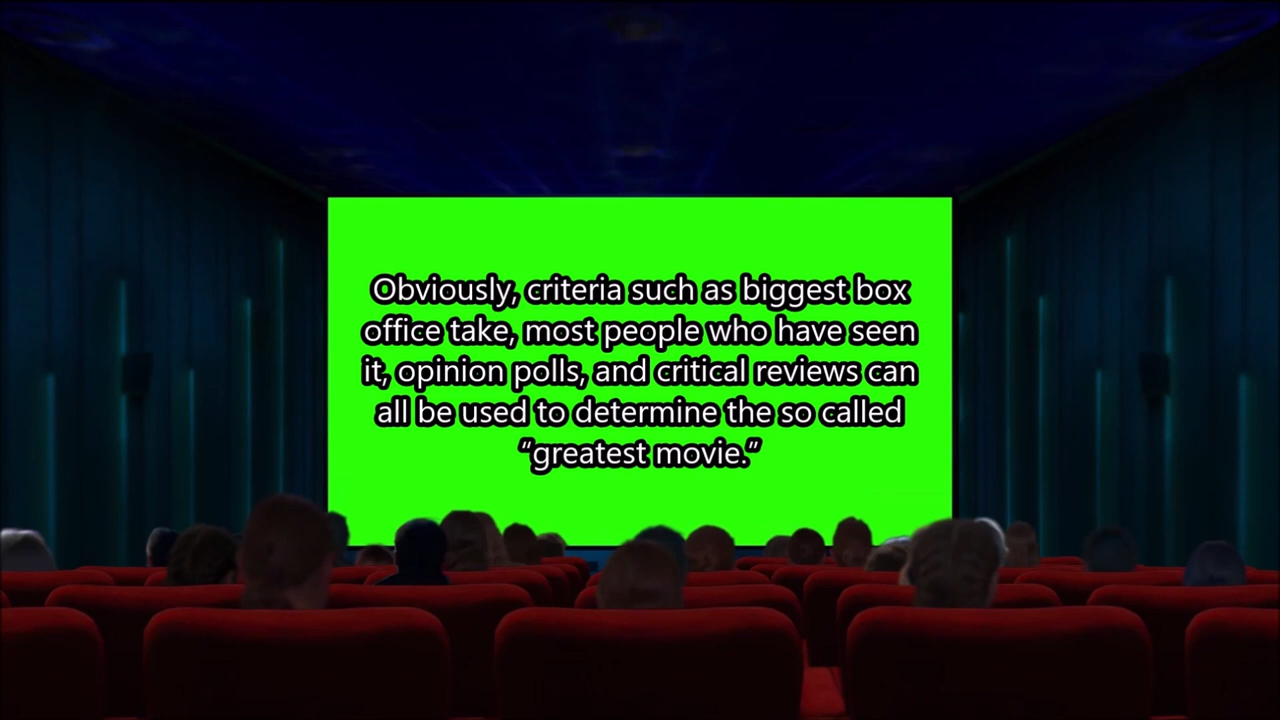 Obviously, criteria such as biggest box
office take, most people who have seen
it, opinion polls, and critical reviews can
all be used to determine the so called
“greatest movie.”